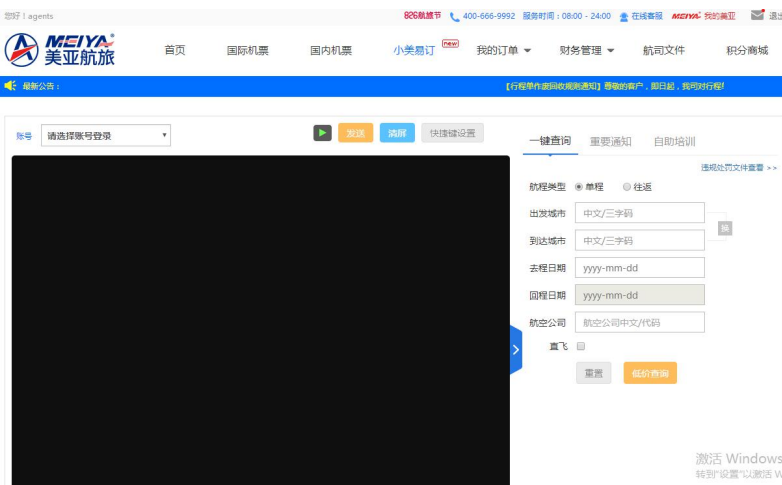 您好！agents
826航旅节 400-666-9992 服务时间：08:00 - 24:00 在线客服 MEIYA 我的美亚 退出
MEIYA
美亚航旅
首页 国际机票 国内机票 小美易订 new 我的订单 财务管理 航司文件 积分商城
最新公告： 【行程单作废回收规则通知】尊敬的客户，即日起，我司对行程!
账号 请选择账号登录 发送 清屏 快捷键设置
一键查询 重要通知 自助培训
违规处罚文件查看 >>
航程类型 单程 往返
出发城市 中文/三字码
换
到达城市 中文/三字码
去程日期 yyyy-mm-dd
回程日期 yyyy-mm-dd
航空公司 航空公司中文/代码
直飞
重置 低价查询
激活 Windows
转到"设置"以激活 W